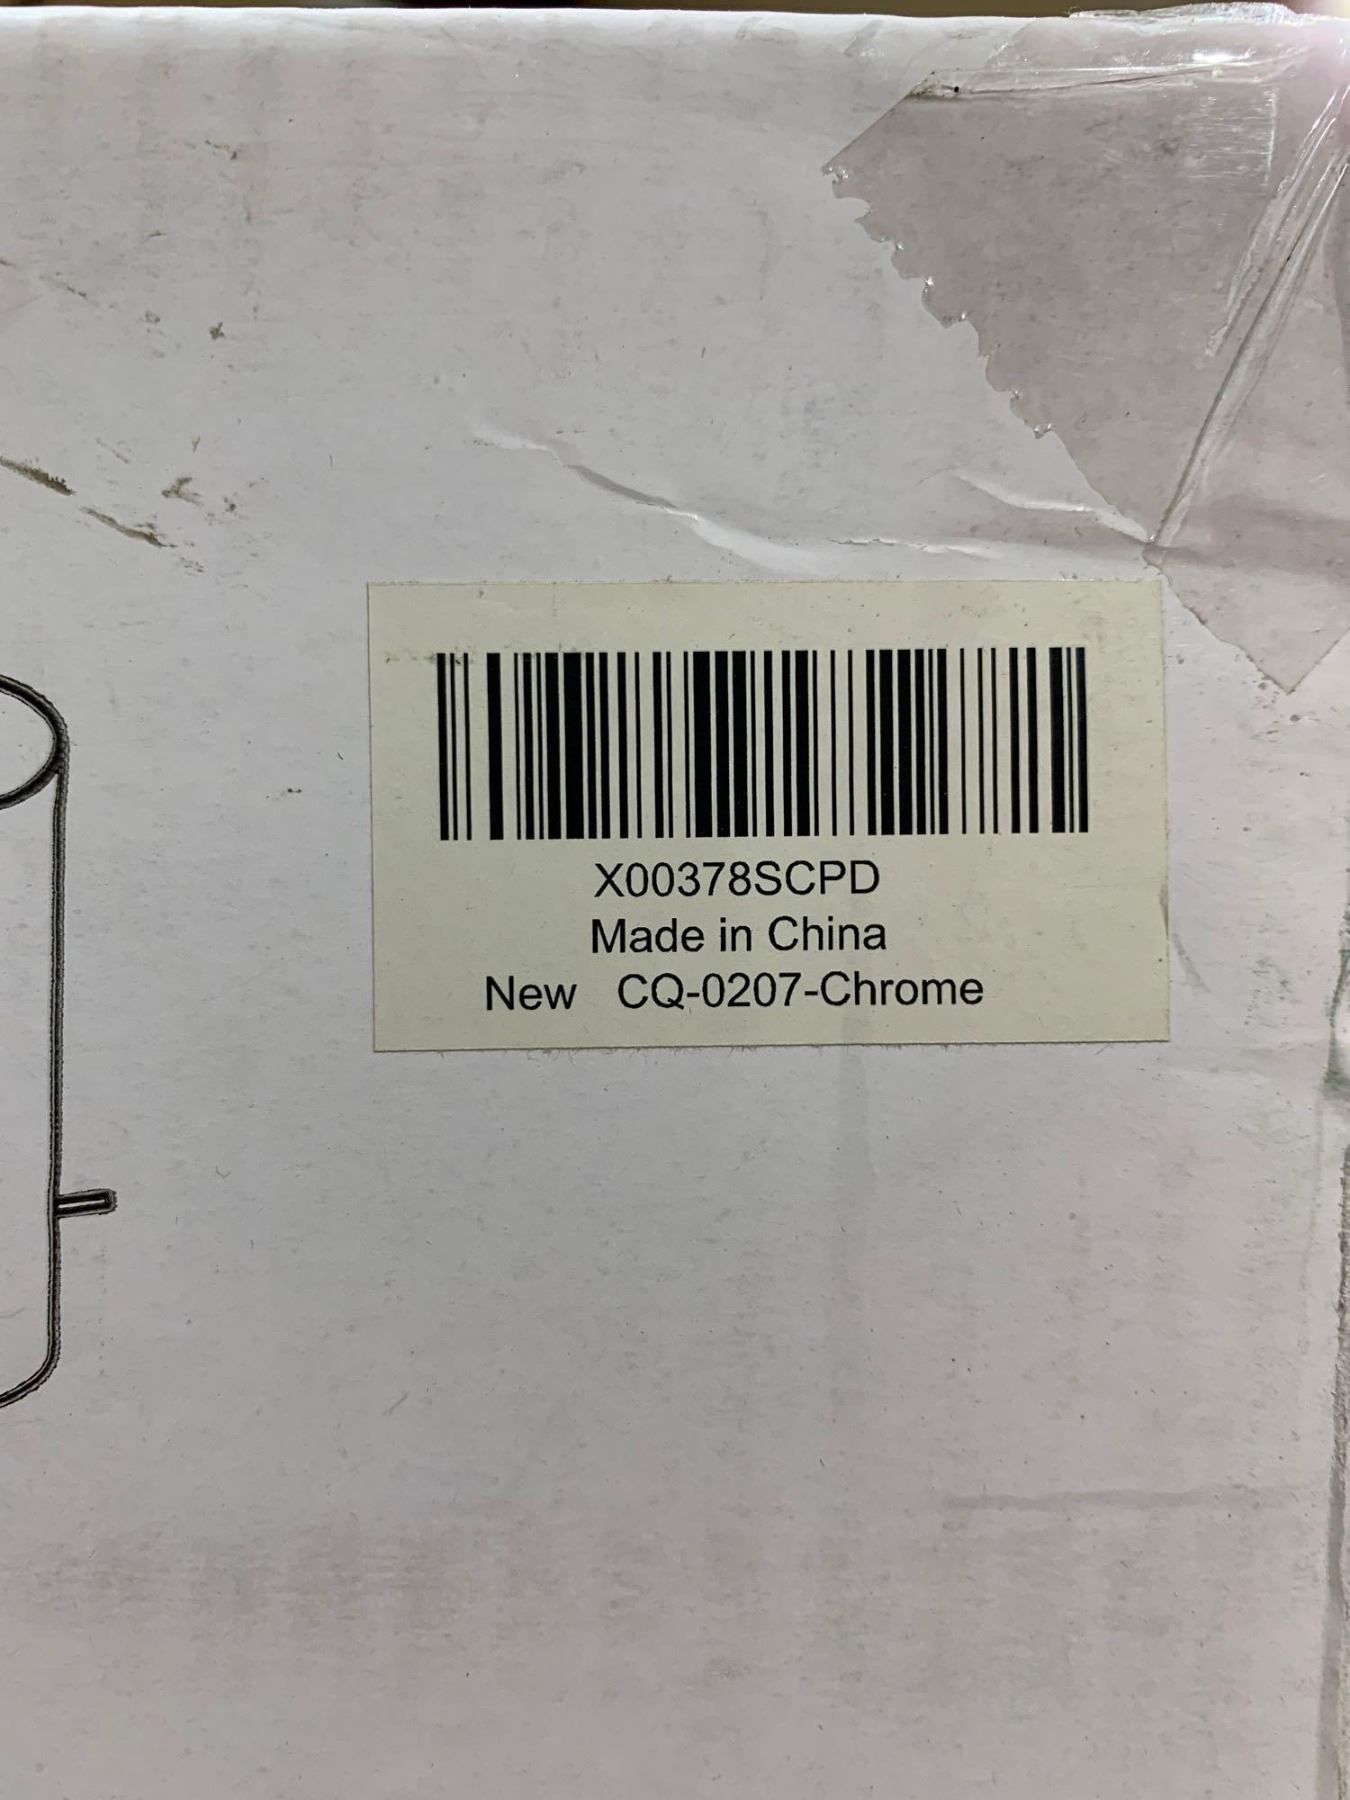 X00378SCPD
Made in China
New CQ-0207-Chrome